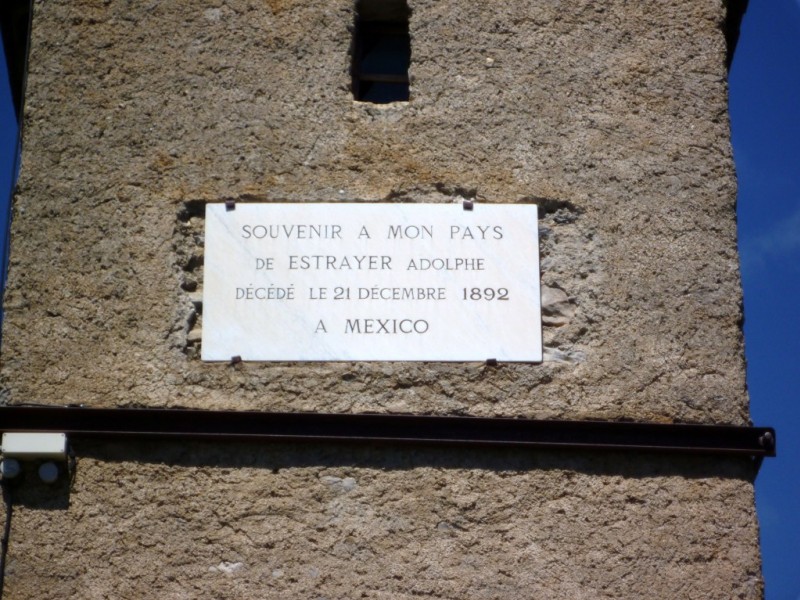 SOUVENIR A MON PAYS
DE ESTRAYER ADOLPHE
DÉCÉDÉ LE 21 DÉCEMBRE 1892
A MEXICO